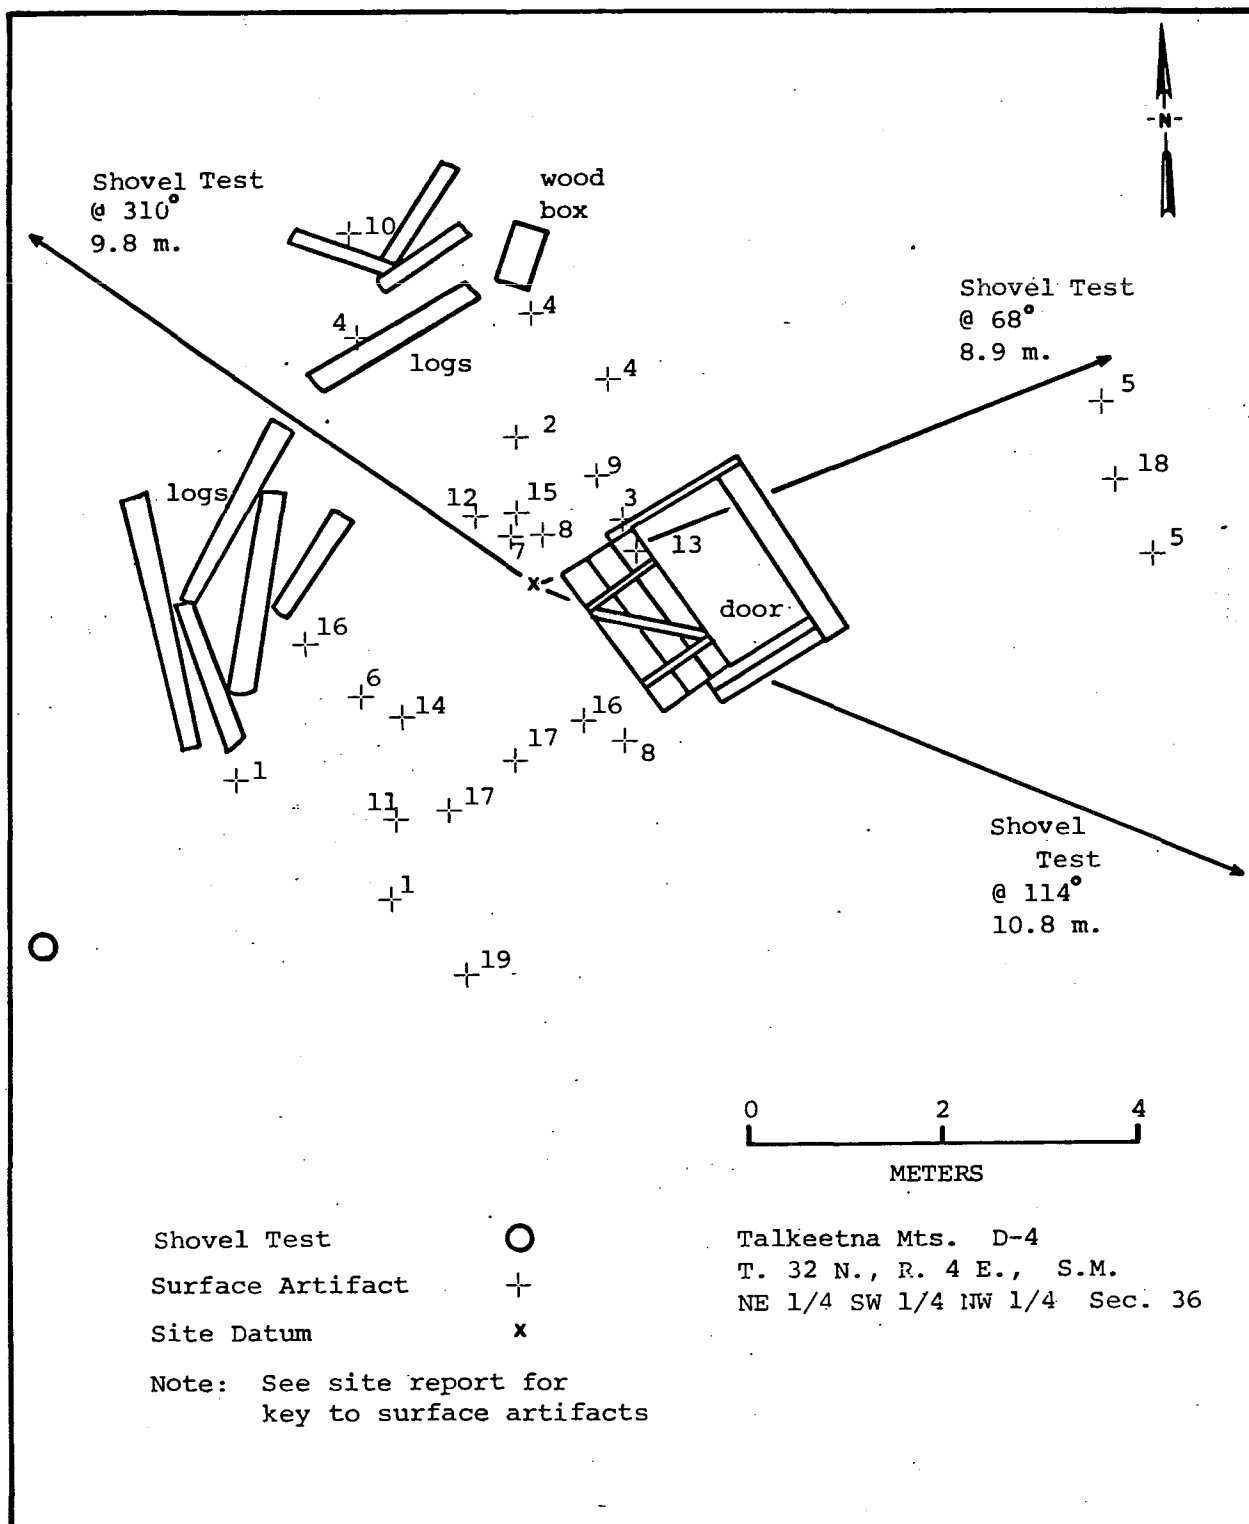 -N-
Shovel Test
@ 310°
9.8 m.
wood
box
10
4
4
logs
4
Shovel Test
@ 68°
8.9 m.
5
2
9
18
logs
12
15
3
7
8
13
5
door
16
6
14
16
17
8
1
11
17
Shovel
Test
@ 114°
10.8 m.
1
19
0 2 4
METERS
Shovel Test
Surface Artifact
Site Datum x
Note: See site report for
key to surface artifacts
Talkeetna Mts. D-4
T. 32 N., R. 4 E., S.M.
NE 1/4 SW 1/4 NW 1/4 Sec. 36
x